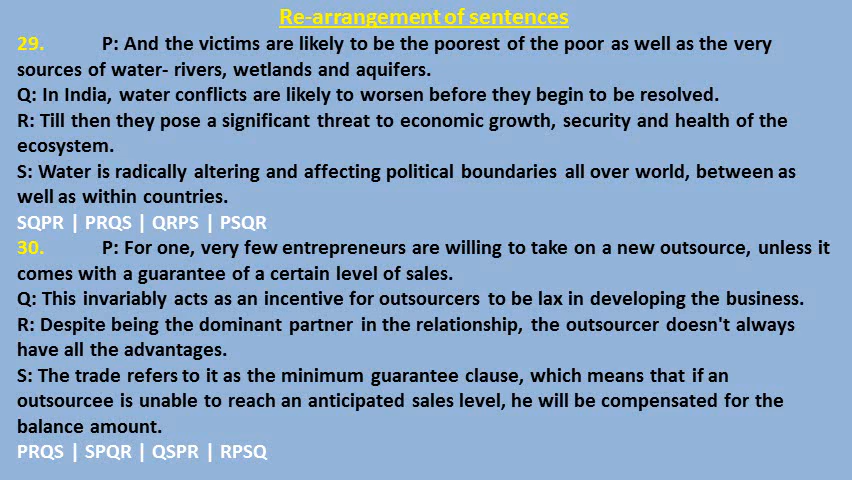 Re-arrangement of sentences
29. P: And the victims are likely to be the poorest of the poor as well as the very
sources of water- rivers, wetlands and aquifers.
Q: In India, water conflicts are likely to worsen before they begin to be resolved.
R: Till then they pose a significant threat to economic growth, security and health of the
ecosystem.
S: Water is radically altering and affecting political boundaries all over world, between as
well as within countries.
SQPR | PRQS | QRPS | PSQR
30. P: For one, very few entrepreneurs are willing to take on a new outsource, unless it
comes with a guarantee of a certain level of sales.
Q: This invariably acts as an incentive for outsourcers to be lax in developing the business.
R: Despite being the dominant partner in the relationship, the outsourcer doesn't always
have all the advantages.
S: The trade refers to it as the minimum guarantee clause, which means that if an
outsourcee is unable to reach an anticipated sales level, he will be compensated for the
balance amount.
PRQS | SPQR | QSPR | RPSQ